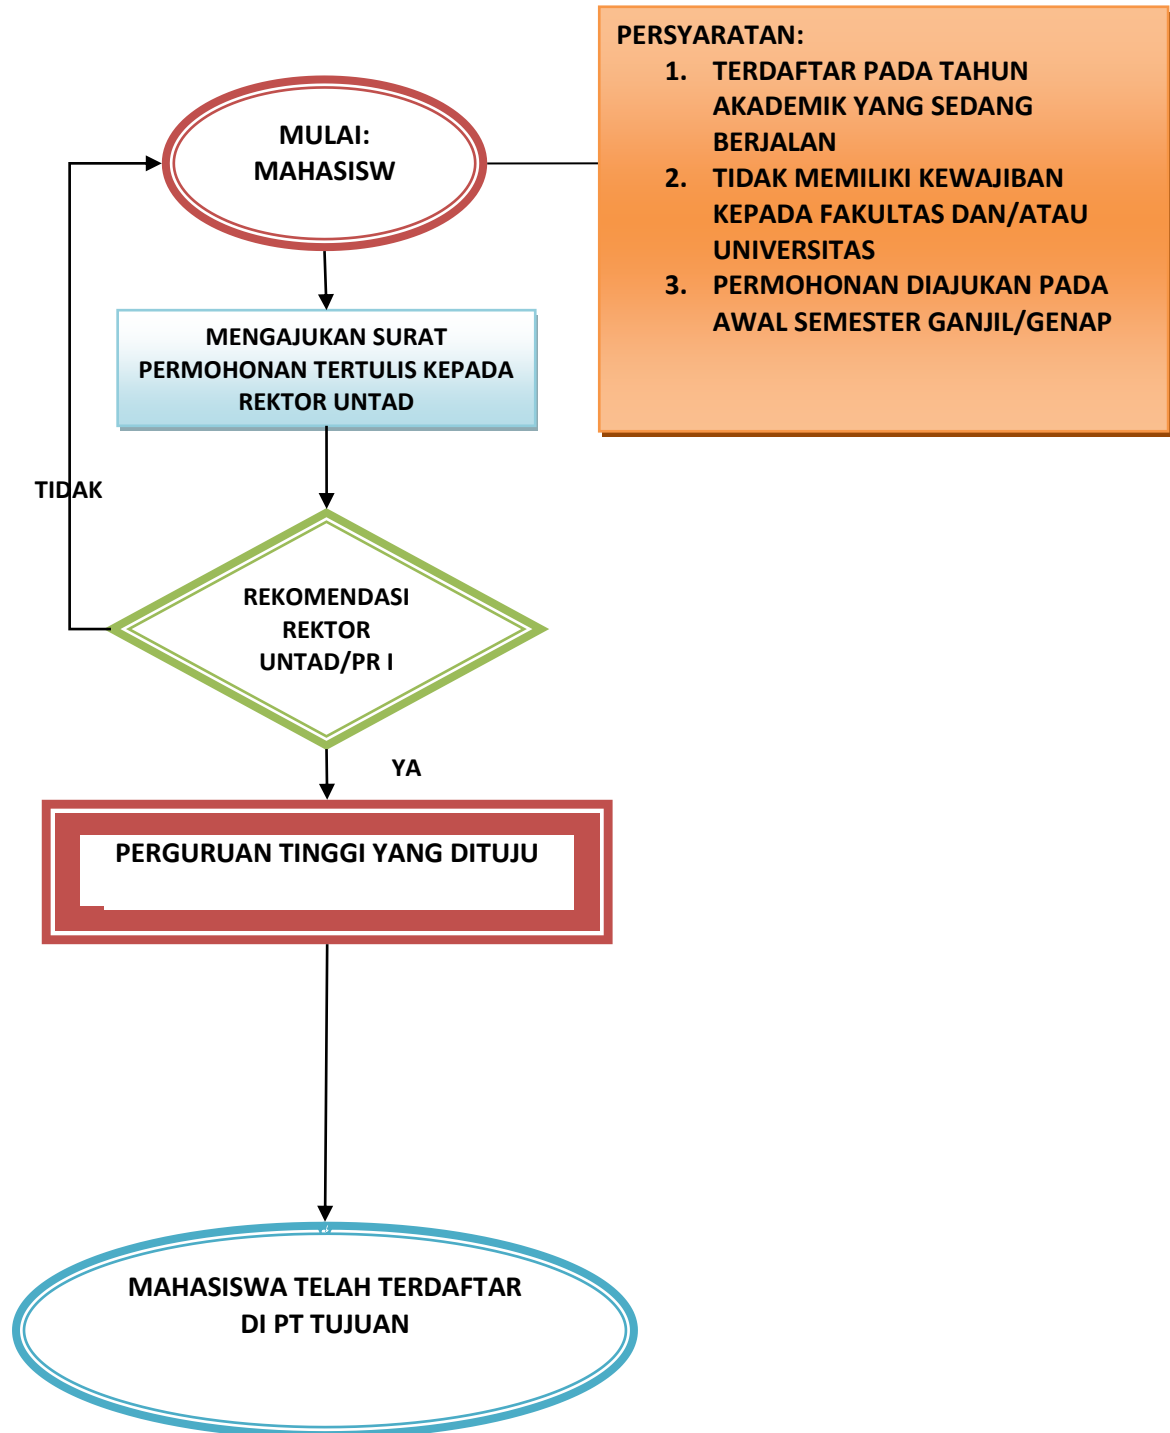 PERSYARATAN:
1. TERDAFTAR PADA TAHUN
AKADEMIK YANG SEDANG
BERJALAN
2. TIDAK MEMILIKI KEWAJIBAN
KEPADA FAKULTAS DAN/ATAU
UNIVERSITAS
3. PERMOHONAN DIAJUKAN PADA
AWAL SEMESTER GANJIL/GENAP
MULAI:
MAHASISW
MENGAJUKAN SURAT
PERMOHONAN TERTULIS KEPADA
REKTOR UNTAD
TIDAK
REKOMENDASI
REKTOR
UNTAD/PR I
YA
PERGURUAN TINGGI YANG DITUJU
MAHASISWA TELAH TERDAFTAR
DI PT TUJUAN